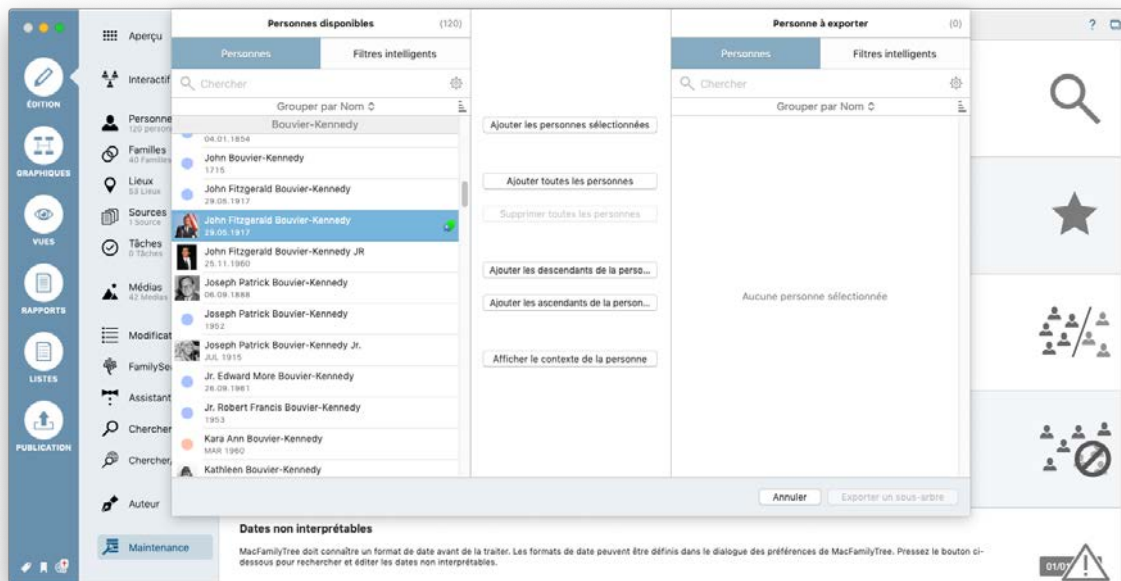 Personnes disponibles
(120)
Personne à exporter
(0)
?
Personnes
Filtres intelligents
Personnes
Filtres intelligents
Chercher
Chercher
Grouper par Nom
Grouper par Nom
Bouvier-Kennedy
04.01.1854
John Bouvier-Kennedy
1715
John Fitzgerald Bouvier-Kennedy
29.05.1917
John Fitzgerald Bouvier-Kennedy
29.05.1917
John Fitzgerald Bouvier-Kennedy JR
25.11.1960
Joseph Patrick Bouvier-Kennedy
06.09.1888
Joseph Patrick Bouvier-Kennedy
1952
Joseph Patrick Bouvier-Kennedy Jr.
JUL 1915
Jr. Edward More Bouvier-Kennedy
26.09.1961
Jr. Robert Francis Bouvier-Kennedy
1953
Kara Ann Bouvier-Kennedy
MAR 1960
Kathleen Bouvier-Kennedy
Ajouter les personnes sélectionnées
Ajouter toutes les personnes
Supprimer toutes les personnes
Ajouter les descendants de la perso...
Ajouter les ascendants de la person...
Afficher le contexte de la personne
Aucune personne sélectionnée
Annuler
Exporter un sous-arbre
ÉDITION
GRAPHIQUES
VUES
RAPPORTS
LISTES
PUBLICATION
Aperçu
Interactif
Personne
120 person
Familles
40 Familles
Lieux
53 Lieux
Sources
1 Source
Tâches
0 Tâches
Médias
42 Médias
Modificat
FamilySe
Assistant
Chercher
Chercher,
Auteur
Maintenance
Dates non interprétables
MacFamilyTree doit connaître un format de date avant de la traiter. Les formats de date peuvent être définis dans le dialogue des préférences de MacFamilyTree. Pressez le bouton ci-
dessous pour rechercher et éditer les dates non interprétables.
01/01